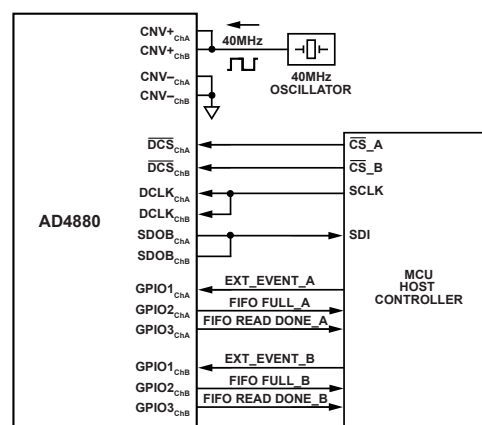 CNV+ChA
CNV+ChB
40MHz
CNV–ChA
CNV–ChB
40MHz
OSCILLATOR
DCSChA
CS_A
DCSChB
CS_B
DCLKChA
SCLK
DCLKChB
AD4880
SDOBChA
SDI
SDOBChB
MCU
HOST
CONTROLLER
GPIO1ChA
EXT_EVENT_A
GPIO2ChA
FIFO FULL_A
GPIO3ChA
FIFO READ DONE_A
GPIO1ChB
EXT_EVENT_B
GPIO2ChB
FIFO FULL_B
GPIO3ChB
FIFO READ DONE_B